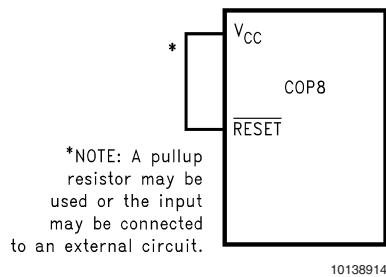 *
V_CC
COP8
RESET
*NOTE: A pullup
resistor may be
used or the input
may be connected
to an external circuit.
10138914